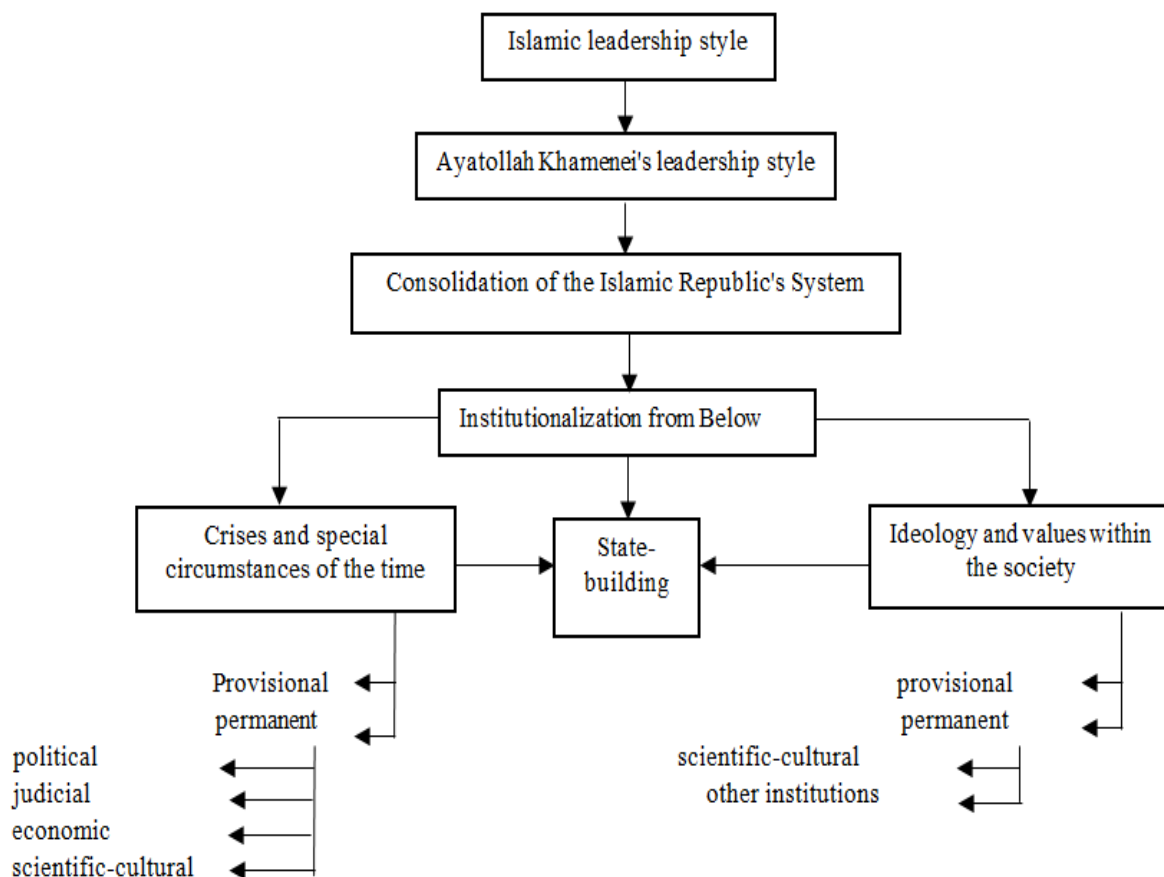 Islamic leadership style
Ayatollah Khamenei's leadership style
Consolidation of the Islamic Republic's System
Institutionalization from Below
Crises and special
circumstances of the time
State-
building
Ideology and values within
the society
Provisional
permanent
political
judicial
economic
scientific-cultural
provisional
permanent
scientific-cultural
other institutions